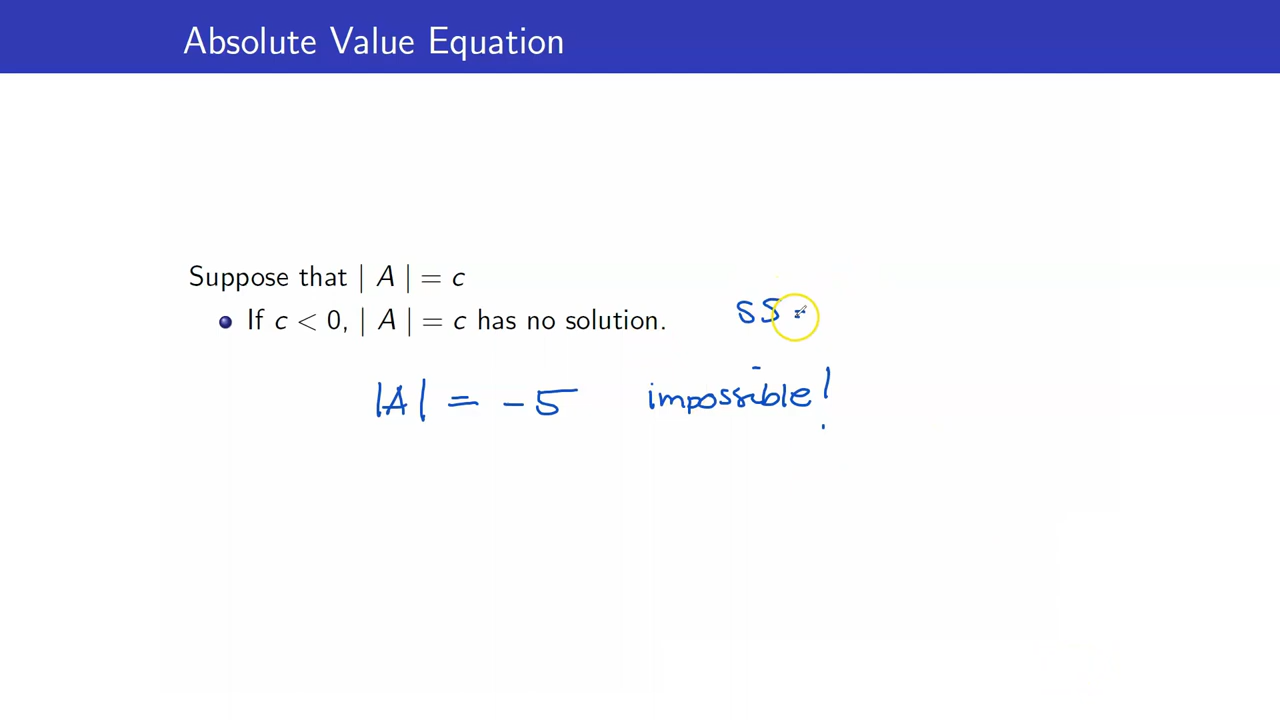 Absolute Value Equation
Suppose that | A | = c
If c < 0, | A | = c has no solution.
SS
|A| = -5 impossible!